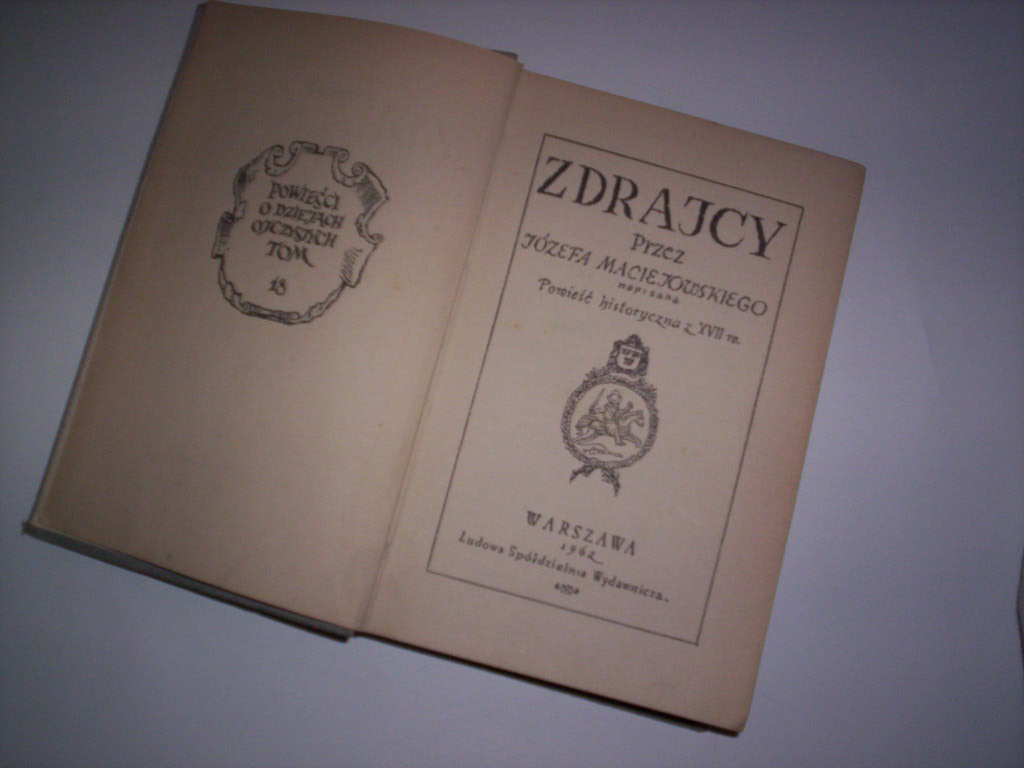 POWIEŚCI
O DZIEJACH
OJCZYSTYCH
TOM
18
ZDRAJCY
Przez
JÓZEFA MACIEJOWSKIEGO
napisana
Powieść historyczna z XVII w.
WARSZAWA
1962
Ludowa Spółdzielnia Wydawnicza